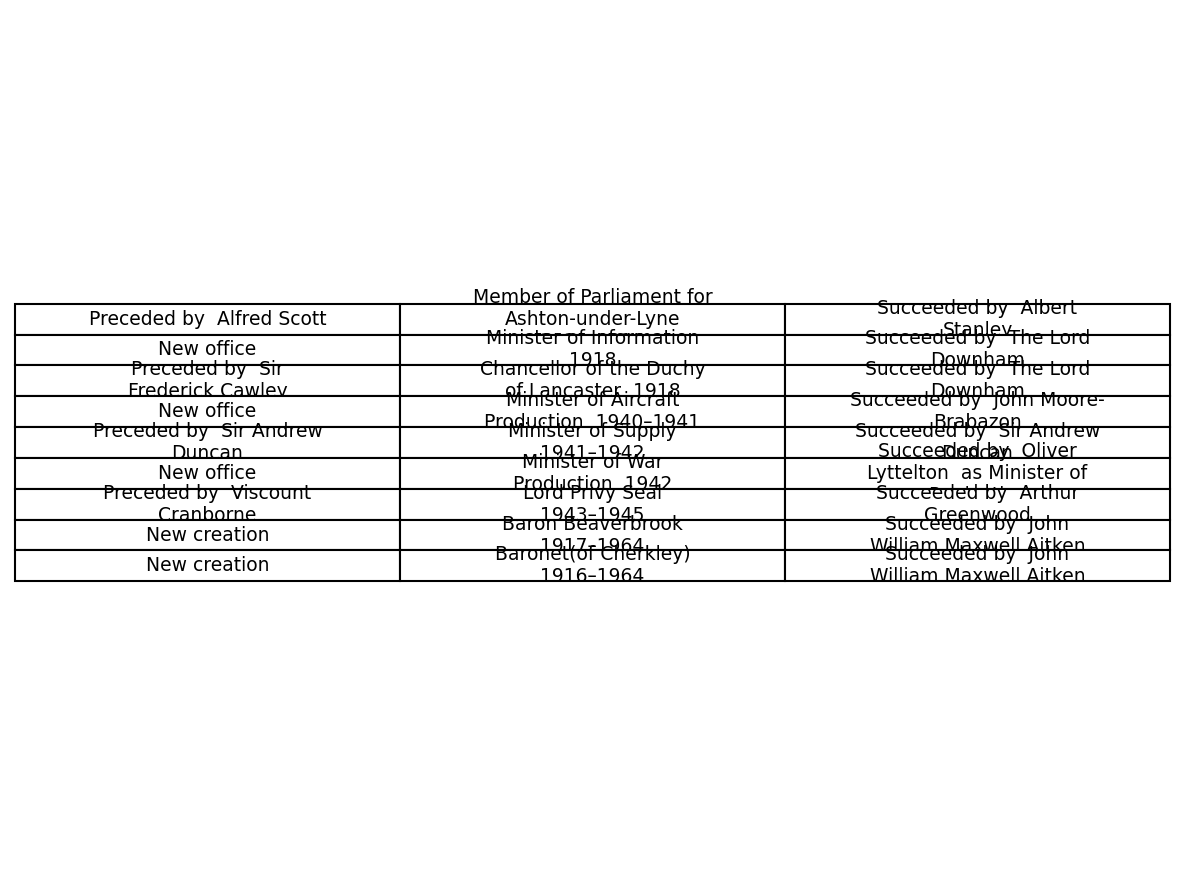 Preceded by  Alfred Scott
Member of Parliament for
Ashton-under-Lyne
Succeeded by  Albert
Stanley
New office
Minister of Information
1918
Succeeded by  The Lord
Downham
Preceded by  Sir
Frederick Cawley
Chancellor of the Duchy
of Lancaster  1918
Succeeded by  The Lord
Downham
New office
Minister of Aircraft
Production  1940–1941
Succeeded by  John Moore-
Brabazon
Preceded by  Sir Andrew
Duncan
Minister of Supply
1941–1942
Succeeded by  Sir Andrew
Duncan
New office
Minister of War
Production  1942
Succeeded by  Oliver
Lyttelton  as Minister of
Preceded by  Viscount
Cranborne
Lord Privy Seal
1943–1945
Succeeded by  Arthur
Greenwood
New creation
Baron Beaverbrook
1917–1964
Succeeded by  John
William Maxwell Aitken
New creation
Baronet(of Cherkley)
1916–1964
Succeeded by  John
William Maxwell Aitken